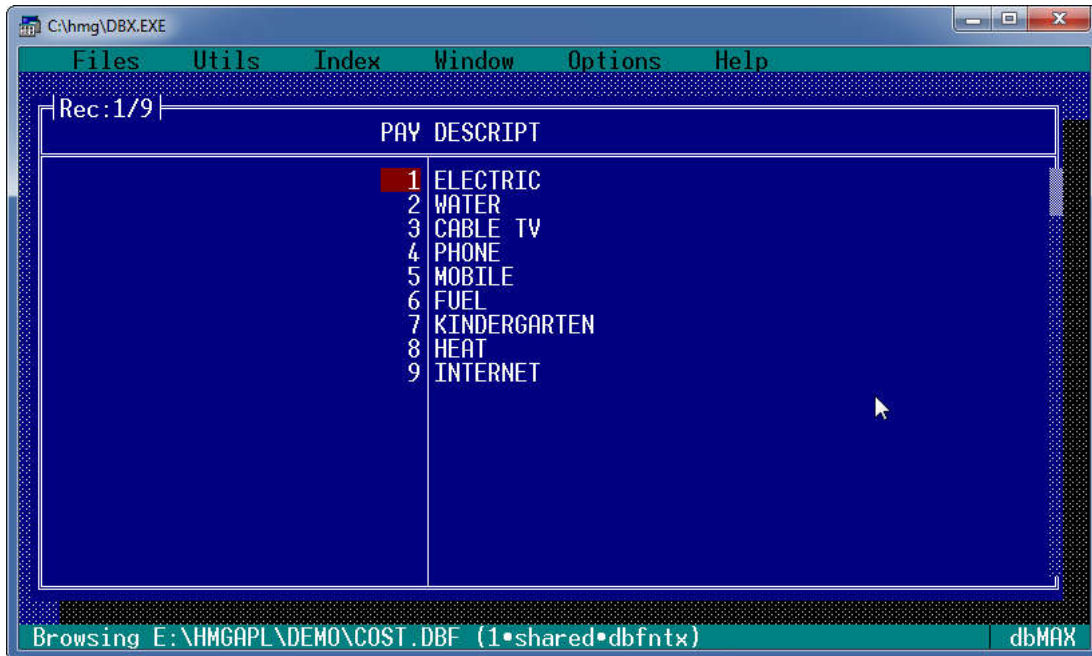 C:\hmg\DBX.EXE
Files Utils Index Window Options Help
Rec:1/9
PAY DESCRIPT
1 ELECTRIC
2 WATER
3 CABLE TV
4 PHONE
5 MOBILE
6 FUEL
7 KINDERGARTEN
8 HEAT
9 INTERNET
Browsing E:\HMGAPL\DEMO\COST.DBF (1•shared•dbfntx) dbMAX